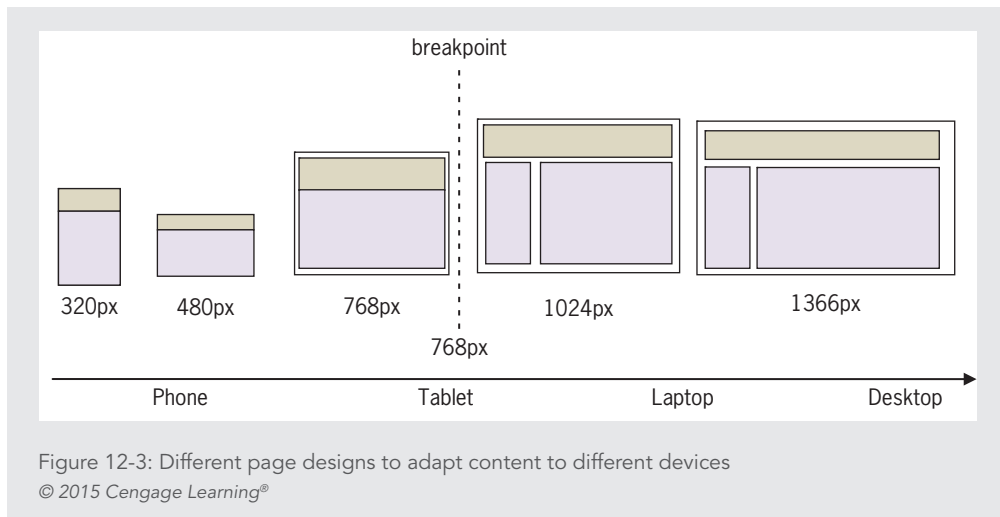 breakpoint
320px
480px
768px
1024px
1366px
768px
Phone
Tablet
Laptop
Desktop
Figure 12-3: Different page designs to adapt content to different devices
© 2015 Cengage Learning®